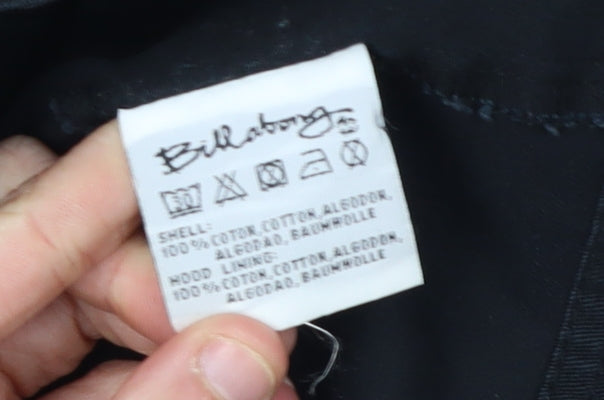 Billabong
30
SHELL:
100%COTON,COTTON,ALGODON,
ALGODAO, BAUMWOLLE
HOOD LINING:
100%COTON,COTTON,ALGODON,
ALGODAO, BAUMWOLLE